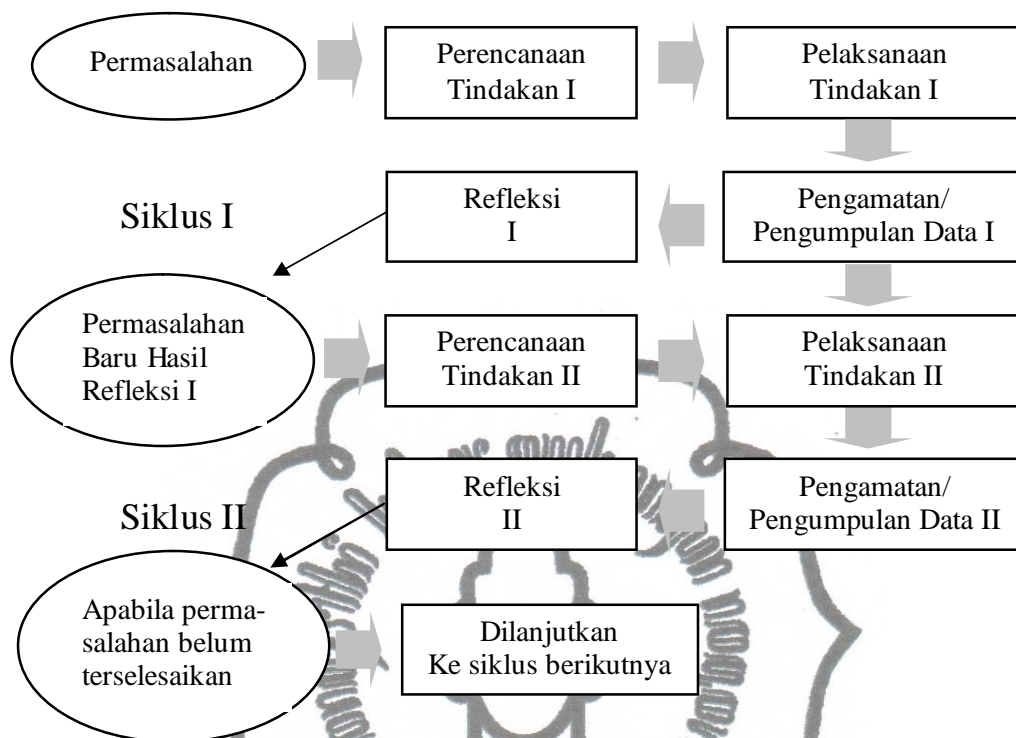 Permasalahan
Perencanaan
Tindakan I
Pelaksanaan
Tindakan I
Siklus I
Refleksi
I
Pengamatan/
Pengumpulan Data I
Permasalahan
Baru Hasil
Refleksi I
Perencanaan
Tindakan II
Pelaksanaan
Tindakan II
Siklus II
Refleksi
II
Pengamatan/
Pengumpulan Data II
Apabila perma-
salahan belum
terselesaikan
Dilanjutkan
Ke siklus berikutnya